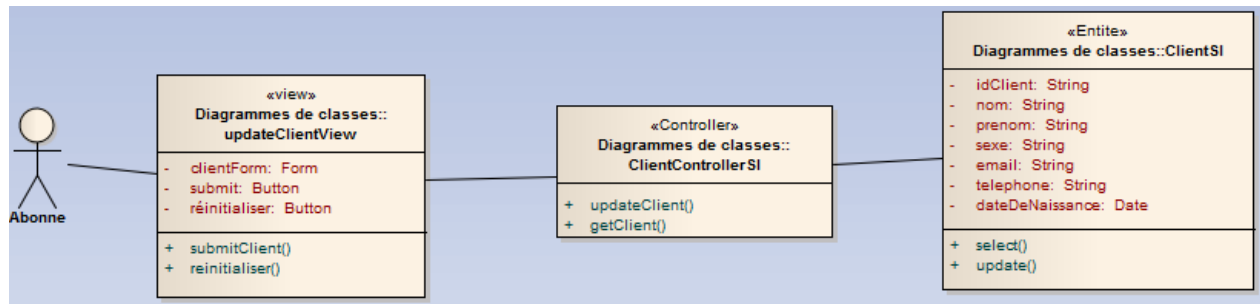 Abonne
«view»
Diagrammes de classes::
updateClientView
- clientForm: Form
- submit: Button
- réinitialiser: Button
+ submitClient()
+ reinitialiser()
«Controller»
Diagrammes de classes::
ClientControllerSI
+ updateClient()
+ getClient()
«Entite»
Diagrammes de classes::ClientSI
- idClient: String
- nom: String
- prenom: String
- sexe: String
- email: String
- telephone: String
- dateDeNaissance: Date
+ select()
+ update()